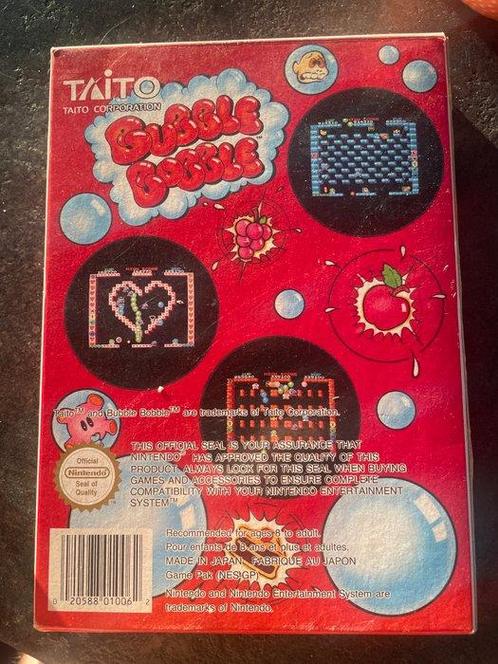 TAITO
TAITO CORPORATION
BUBBLE
BOBBLE™
Taito™ and Bubble Bobble™ are trademarks of Taito Corporation.
THIS OFFICIAL SEAL IS YOUR ASSURANCE THAT
NINTENDO® HAS APPROVED THE QUALITY OF THIS
PRODUCT. ALWAYS LOOK FOR THIS SEAL WHEN BUYING
GAMES AND ACCESSORIES TO ENSURE COMPLETE
COMPATIBILITY WITH YOUR NINTENDO ENTERTAINMENT
SYSTEM™
Official
Nintendo
Seal of
Quality
Recommended for ages 8 to adult.
Pour enfants de 8 ans et plus et adultes.
MADE IN JAPAN, FABRIQUE AU JAPON
Game Pak (NES-GP)
Nintendo and Nintendo Entertainment System are
trademarks of Nintendo.
0 20588 01006 2